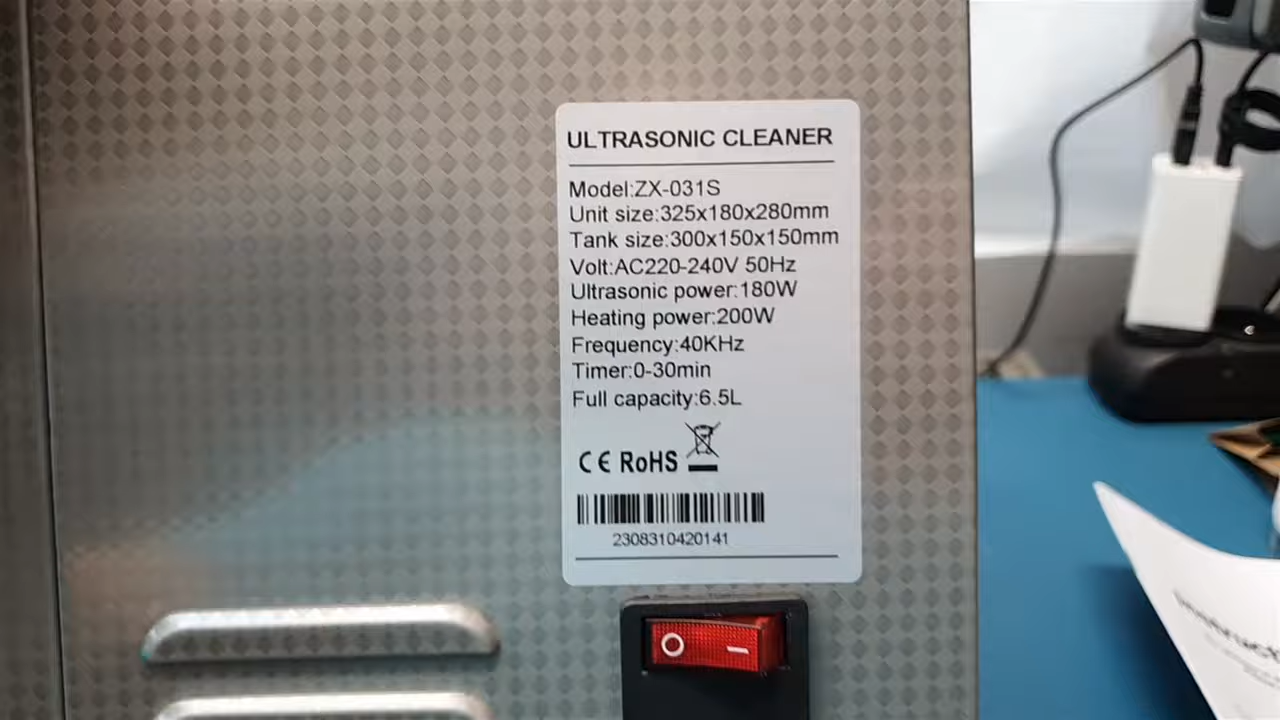 ULTRASONIC CLEANER
Model:ZX-031S
Unit size:325x180x280mm
Tank size:300x150x150mm
Volt:AC220-240V 50Hz
Ultrasonic power:180W
Heating power:200W
Frequency:40KHz
Timer:0-30min
Full capacity:6.5L
CE RoHS
2308310420141